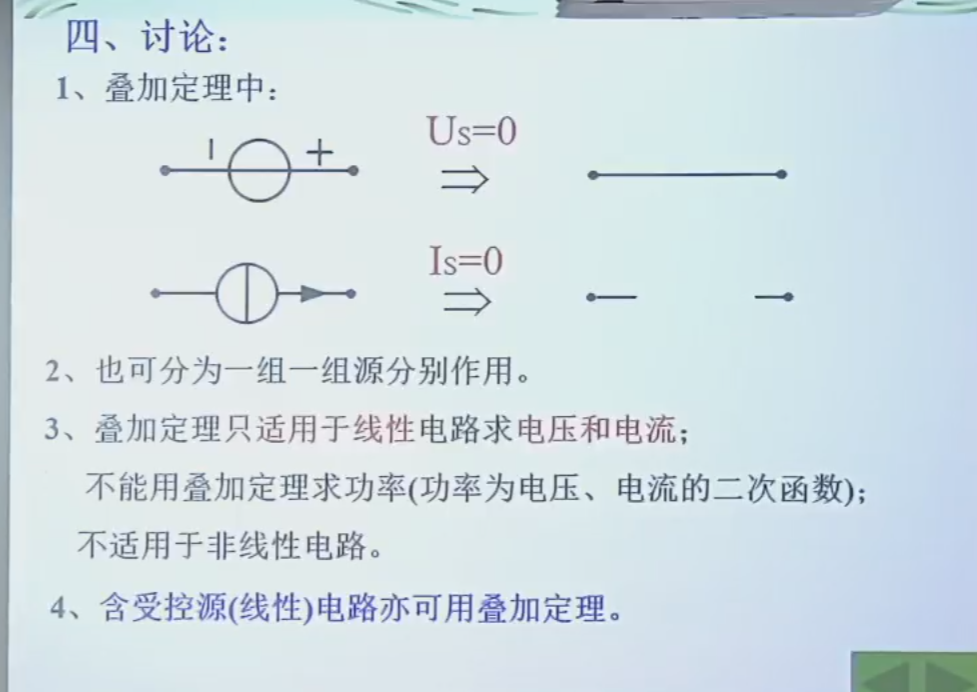 四、讨论:
1、叠加定理中:
Us=0
Is=0
2、也可分为一组一组源分别作用。
3、叠加定理只适用于线性电路求电压和电流;
不能用叠加定理求功率(功率为电压、电流的二次函数);
不适用于非线性电路。
4、含受控源(线性)电路亦可用叠加定理。